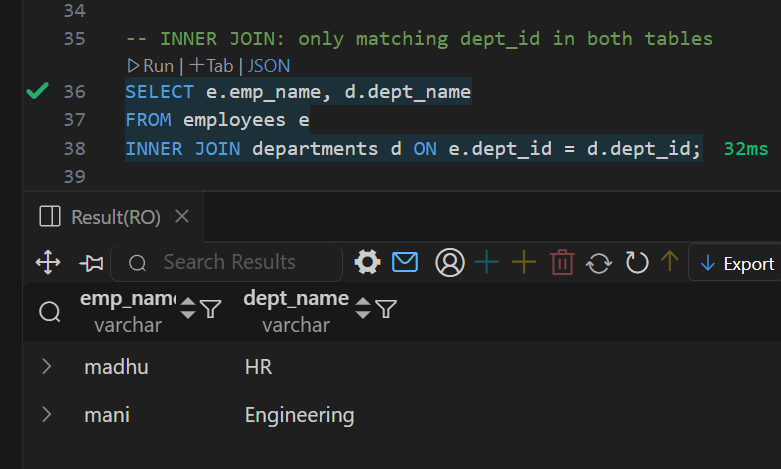 34
35 -- INNER JOIN: only matching dept_id in both tables
Run | Tab | JSON
36 SELECT e.emp_name, d.dept_name
37 FROM employees e
38 INNER JOIN departments d ON e.dept_id = d.dept_id; 32ms
39
Result(RO)
Search Results
Export
emp_name dept_name
varchar varchar
madhu HR
mani Engineering